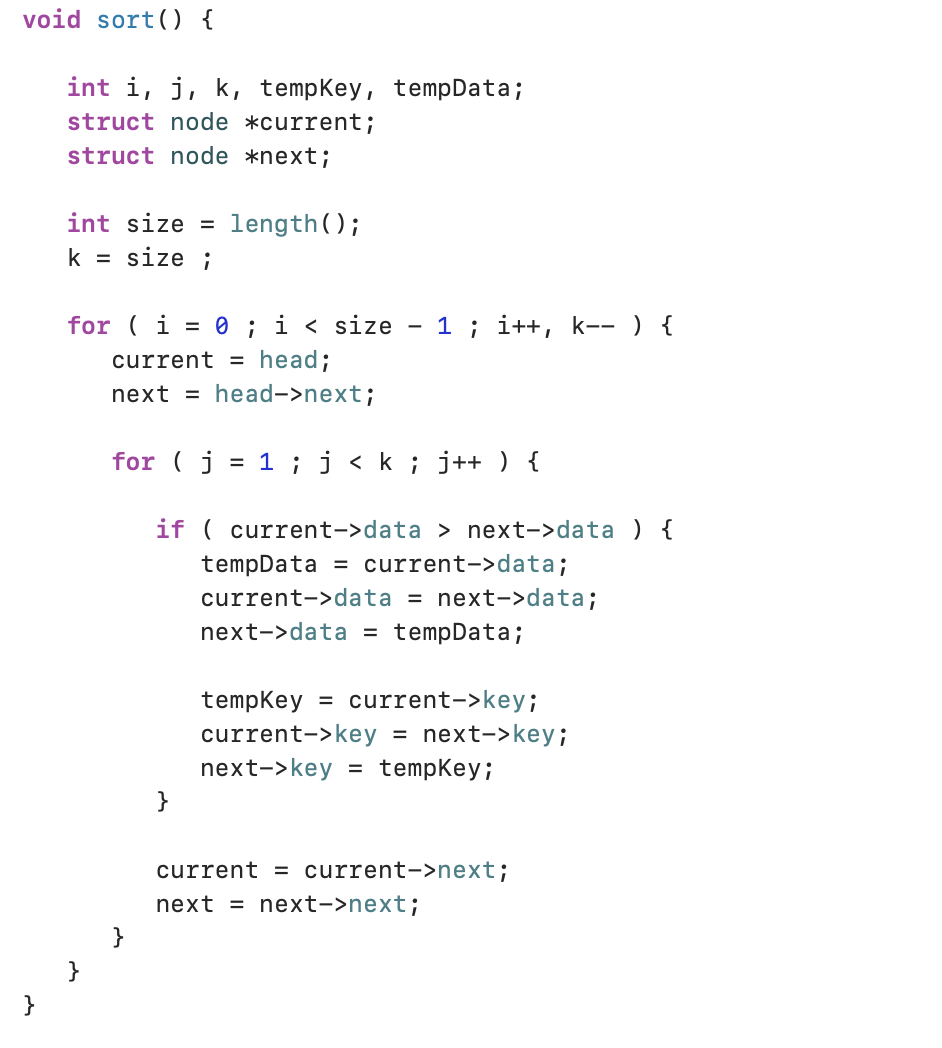 void sort() {
int i, j, k, tempKey, tempData;
struct node *current;
struct node *next;
int size = length();
k = size ;
for ( i = 0 ; i < size - 1 ; i++, k-- ) {
current = head;
next = head->next;
for ( j = 1 ; j < k ; j++ ) {
if ( current->data > next->data ) {
tempData = current->data;
current->data = next->data;
next->data = tempData;
tempKey = current->key;
current->key = next->key;
next->key = tempKey;
}
current = current->next;
next = next->next;
}
}
}